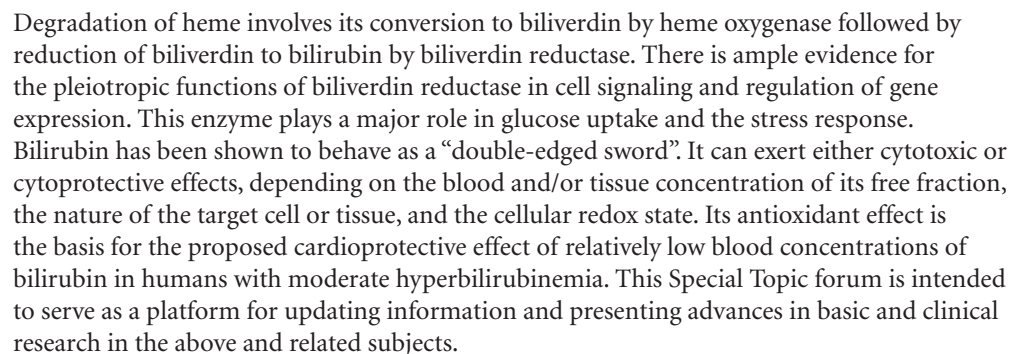 Degradation of heme involves its conversion to biliverdin by heme oxygenase followed by
reduction of biliverdin to bilirubin by biliverdin reductase. There is ample evidence for
the pleiotropic functions of biliverdin reductase in cell signaling and regulation of gene
expression. This enzyme plays a major role in glucose uptake and the stress response.
Bilirubin has been shown to behave as a “double-edged sword”. It can exert either cytotoxic or
cytoprotective effects, depending on the blood and/or tissue concentration of its free fraction,
the nature of the target cell or tissue, and the cellular redox state. Its antioxidant effect is
the basis for the proposed cardioprotective effect of relatively low blood concentrations of
bilirubin in humans with moderate hyperbilirubinemia. This Special Topic forum is intended
to serve as a platform for updating information and presenting advances in basic and clinical
research in the above and related subjects.